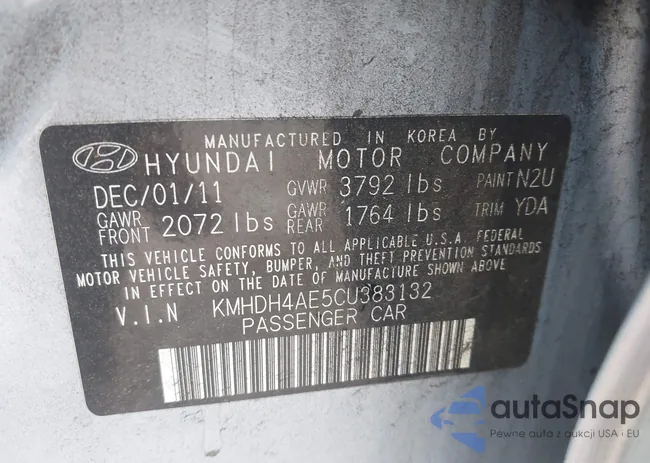 MANUFACTURED IN KOREA BY
HYUNDAI MOTOR COMPANY
DEC/01/11 GVWR 3792 lbs PAINT N2U
GAWR FRONT 2072 lbs GAWR REAR 1764 lbs TRIM YDA
THIS VEHICLE CONFORMS TO ALL APPLICABLE U.S.A. FEDERAL
MOTOR VEHICLE SAFETY, BUMPER, AND THEFT PREVENTION STANDARDS
IN EFFECT ON THE DATE OF MANUFACTURE SHOWN ABOVE
V.I.N KMHDH4AE5CU383132
PASSENGER CAR
autaSnap
Pewne auta z aukcji USA i EU